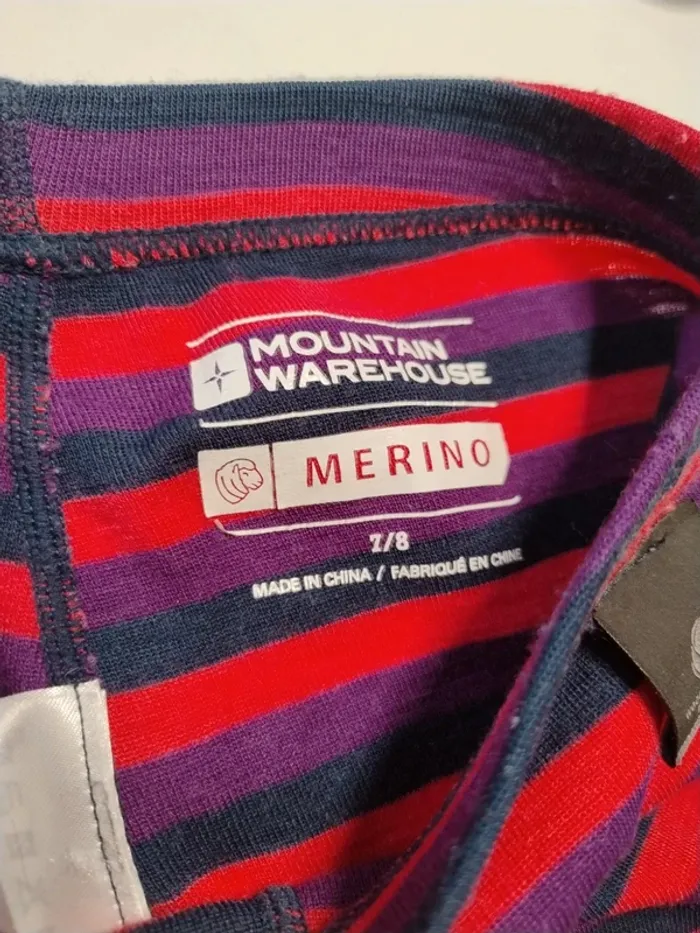 MOUNTAIN
WAREHOUSE
MERINO
7/8
MADE IN CHINA / FABRIQUÉ EN CHINE